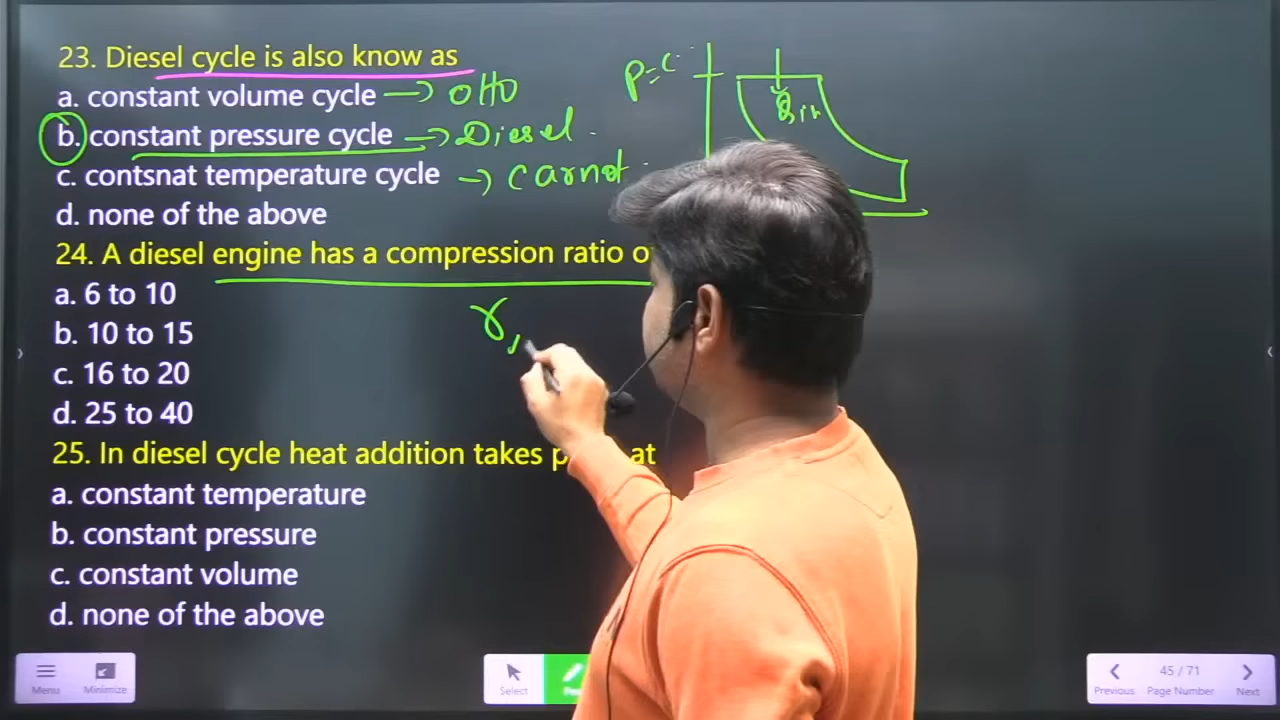 23. Diesel cycle is also know as
a. constant volume cycle → OttO
b. constant pressure cycle → Diesel.
c. contsnat temperature cycle → Carnot.
d. none of the above
P=C
Qin
24. A diesel engine has a compression ratio
a. 6 to 10
b. 10 to 15
c. 16 to 20
d. 25 to 40
γ,
25. In diesel cycle heat addition takes at
a. constant temperature
b. constant pressure
c. constant volume
d. none of the above
Menu
Minimize
Select
Previous
45 / 71
Page Number
Next